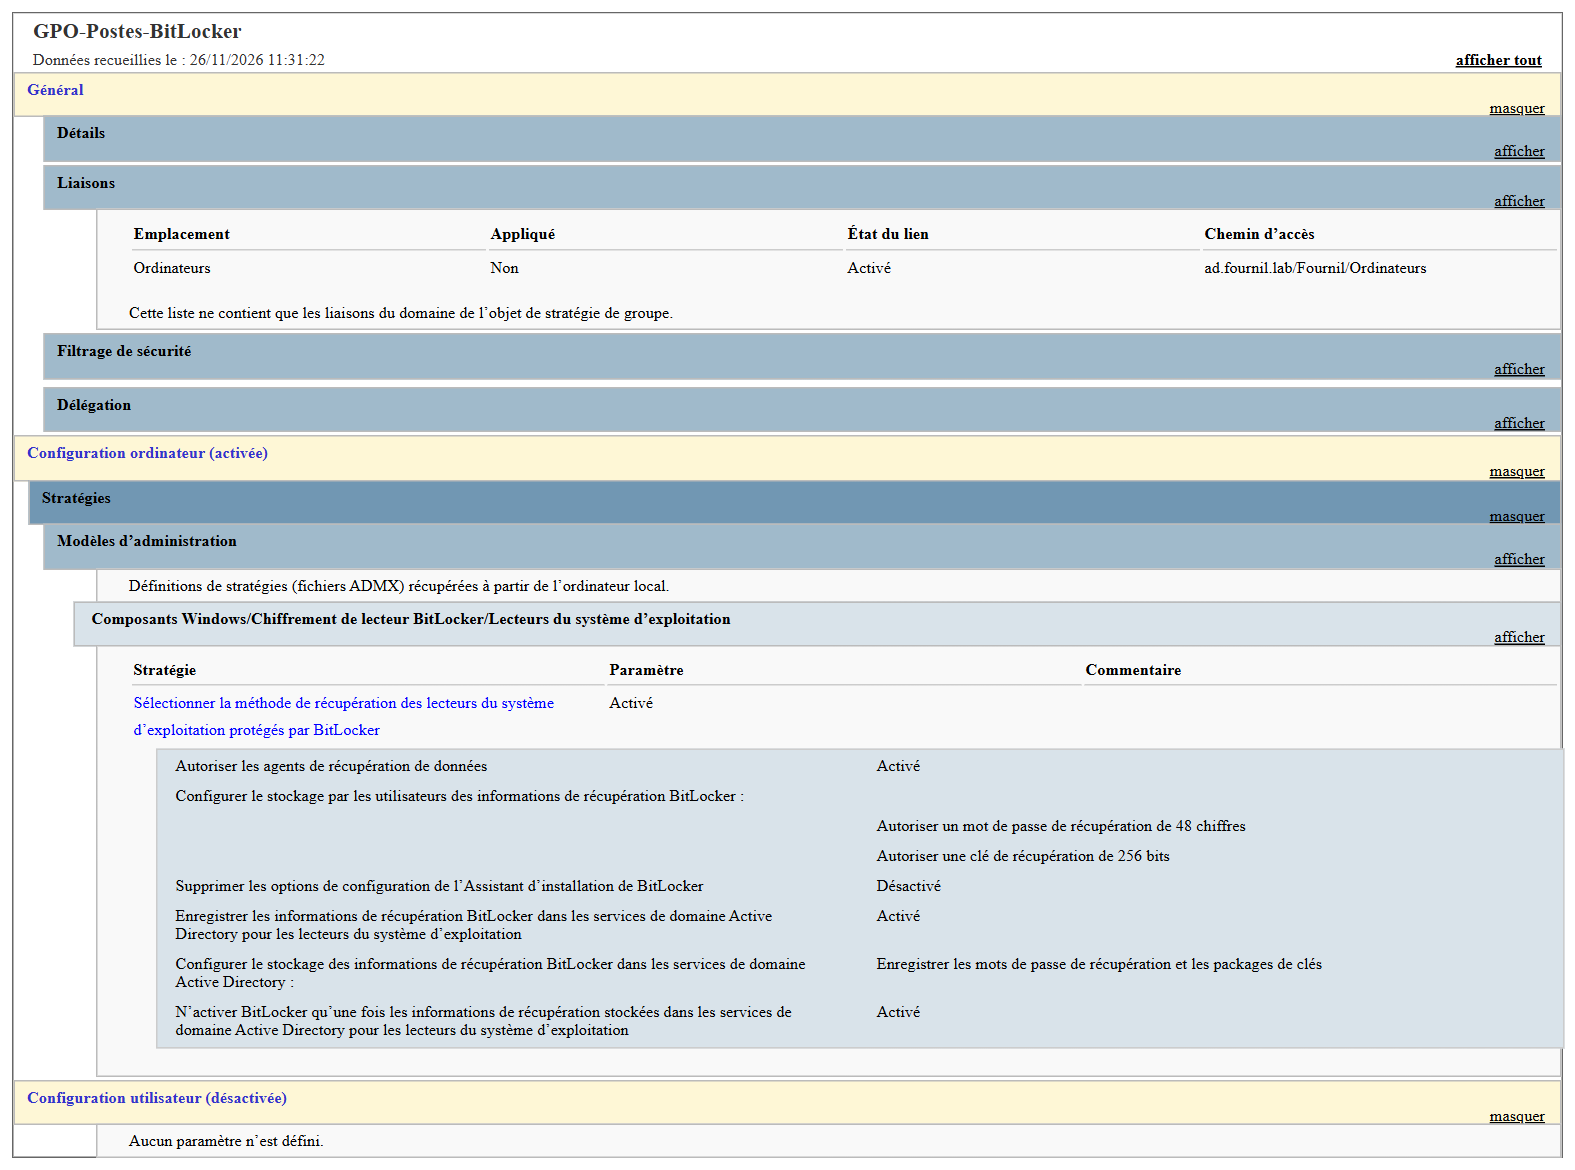 GPO-Postes-BitLocker
Données recueillies le : 26/11/2026 11:31:22
afficher tout
Général
masquer
Détails
afficher
Liaisons
afficher
Emplacement Appliqué État du lien Chemin d’accès
Ordinateurs Non Activé ad.fournil.lab/Fournil/Ordinateurs
Cette liste ne contient que les liaisons du domaine de l’objet de stratégie de groupe.
Filtrage de sécurité
afficher
Délégation
afficher
Configuration ordinateur (activée)
masquer
Stratégies
masquer
Modèles d’administration
afficher
Définitions de stratégies (fichiers ADMX) récupérées à partir de l’ordinateur local.
Composants Windows/Chiffrement de lecteur BitLocker/Lecteurs du système d’exploitation
afficher
Stratégie Paramètre Commentaire
Sélectionner la méthode de récupération des lecteurs du système Activé
d’exploitation protégés par BitLocker
Autoriser les agents de récupération de données Activé
Configurer le stockage par les utilisateurs des informations de récupération BitLocker :
Autoriser un mot de passe de récupération de 48 chiffres
Autoriser une clé de récupération de 256 bits
Supprimer les options de configuration de l’Assistant d’installation de BitLocker Désactivé
Enregistrer les informations de récupération BitLocker dans les services de domaine Active Activé
Directory pour les lecteurs du système d’exploitation
Configurer le stockage des informations de récupération BitLocker dans les services de domaine Enregistrer les mots de passe de récupération et les packages de clés
Active Directory :
N’activer BitLocker qu’une fois les informations de récupération stockées dans les services de Activé
domaine Active Directory pour les lecteurs du système d’exploitation
Configuration utilisateur (désactivée)
masquer
Aucun paramètre n’est défini.